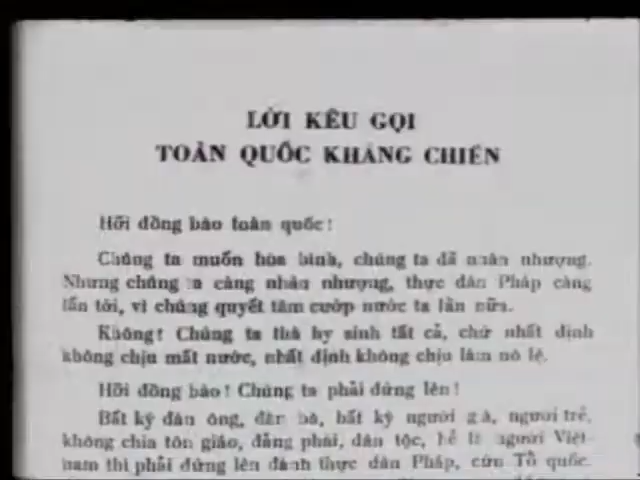 LỜI KÊU GỌI
TOÀN QUỐC KHÁNG CHIẾN
Hỡi đồng bào toàn quốc!
Chúng ta muốn hòa bình, chúng ta đã nhân nhượng.
Nhưng chúng ta càng nhân nhượng, thực dân Pháp càng
lấn tới, vì chúng quyết tâm cướp nước ta lần nữa.
Không! Chúng ta thà hy sinh tất cả, chứ nhất định
không chịu mất nước, nhất định không chịu làm nô lệ.
Hỡi đồng bào! Chúng ta phải đứng lên!
Bất kỳ đàn ông, đàn bà, bất kỳ người già, người trẻ,
không chia tôn giáo, đảng phái, dân tộc, hễ là người Việt-
nam thì phải đứng lên đánh thực dân Pháp, cứu Tổ quốc.